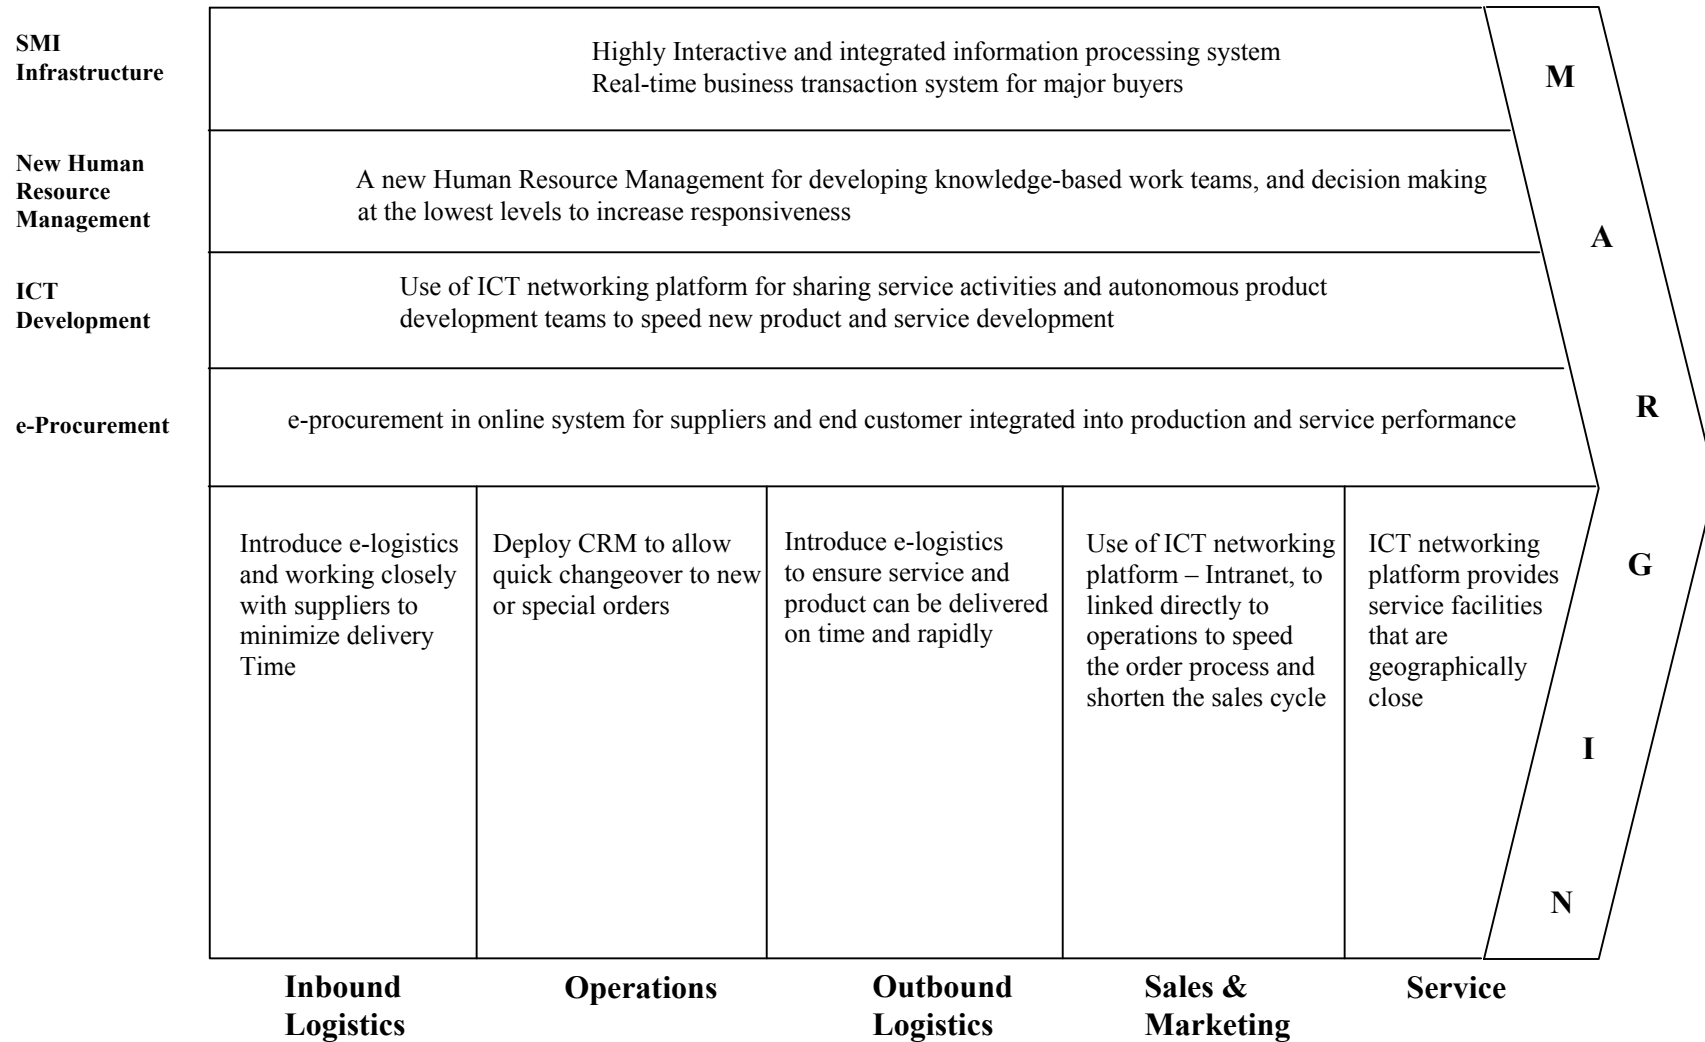 SMI
Infrastructure
Highly Interactive and integrated information processing system
Real-time business transaction system for major buyers
New Human
Resource
Management
A new Human Resource Management for developing knowledge-based work teams, and decision making
at the lowest levels to increase responsiveness
ICT
Development
Use of ICT networking platform for sharing service activities and autonomous product
development teams to speed new product and service development
e-Procurement
e-procurement in online system for suppliers and end customer integrated into production and service performance
Introduce e-logistics
and working closely
with suppliers to
minimize delivery
Time
Deploy CRM to allow
quick changeover to new
or special orders
Introduce e-logistics
to ensure service and
product can be delivered
on time and rapidly
Use of ICT networking
platform – Intranet, to
linked directly to
operations to speed
the order process and
shorten the sales cycle
ICT networking
platform provides
service facilities
that are
geographically
close
M
A
R
G
I
N
Inbound
Logistics
Operations
Outbound
Logistics
Sales &
Marketing
Service